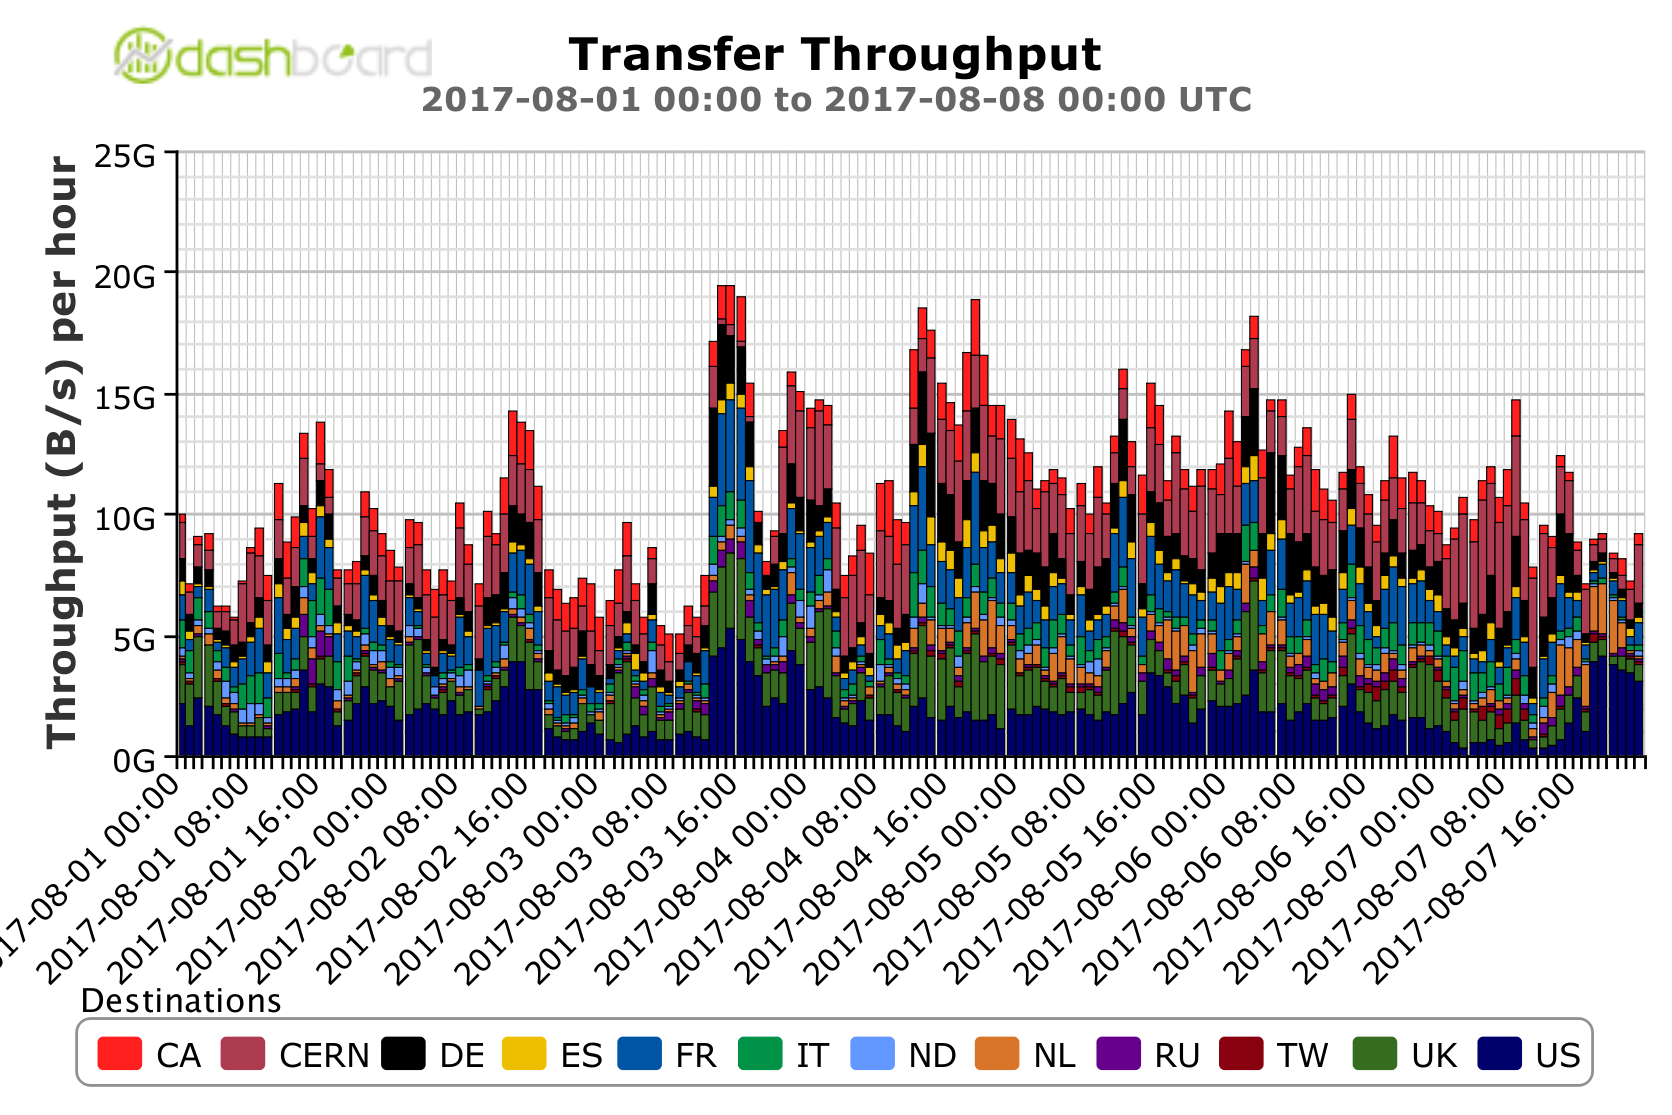 dashboard
Transfer Throughput
2017-08-01 00:00 to 2017-08-08 00:00 UTC
Throughput (B/s) per hour
25G
20G
15G
10G
5G
0G
017-08-01 00:00
2017-08-01 08:00
2017-08-01 16:00
2017-08-02 00:00
2017-08-02 08:00
2017-08-02 16:00
2017-08-03 00:00
2017-08-03 08:00
2017-08-03 16:00
2017-08-04 00:00
2017-08-04 08:00
2017-08-04 16:00
2017-08-05 00:00
2017-08-05 08:00
2017-08-05 16:00
2017-08-06 00:00
2017-08-06 08:00
2017-08-06 16:00
2017-08-07 00:00
2017-08-07 08:00
2017-08-07 16:00
Destinations
CA CERN DE ES FR IT ND NL RU TW UK US